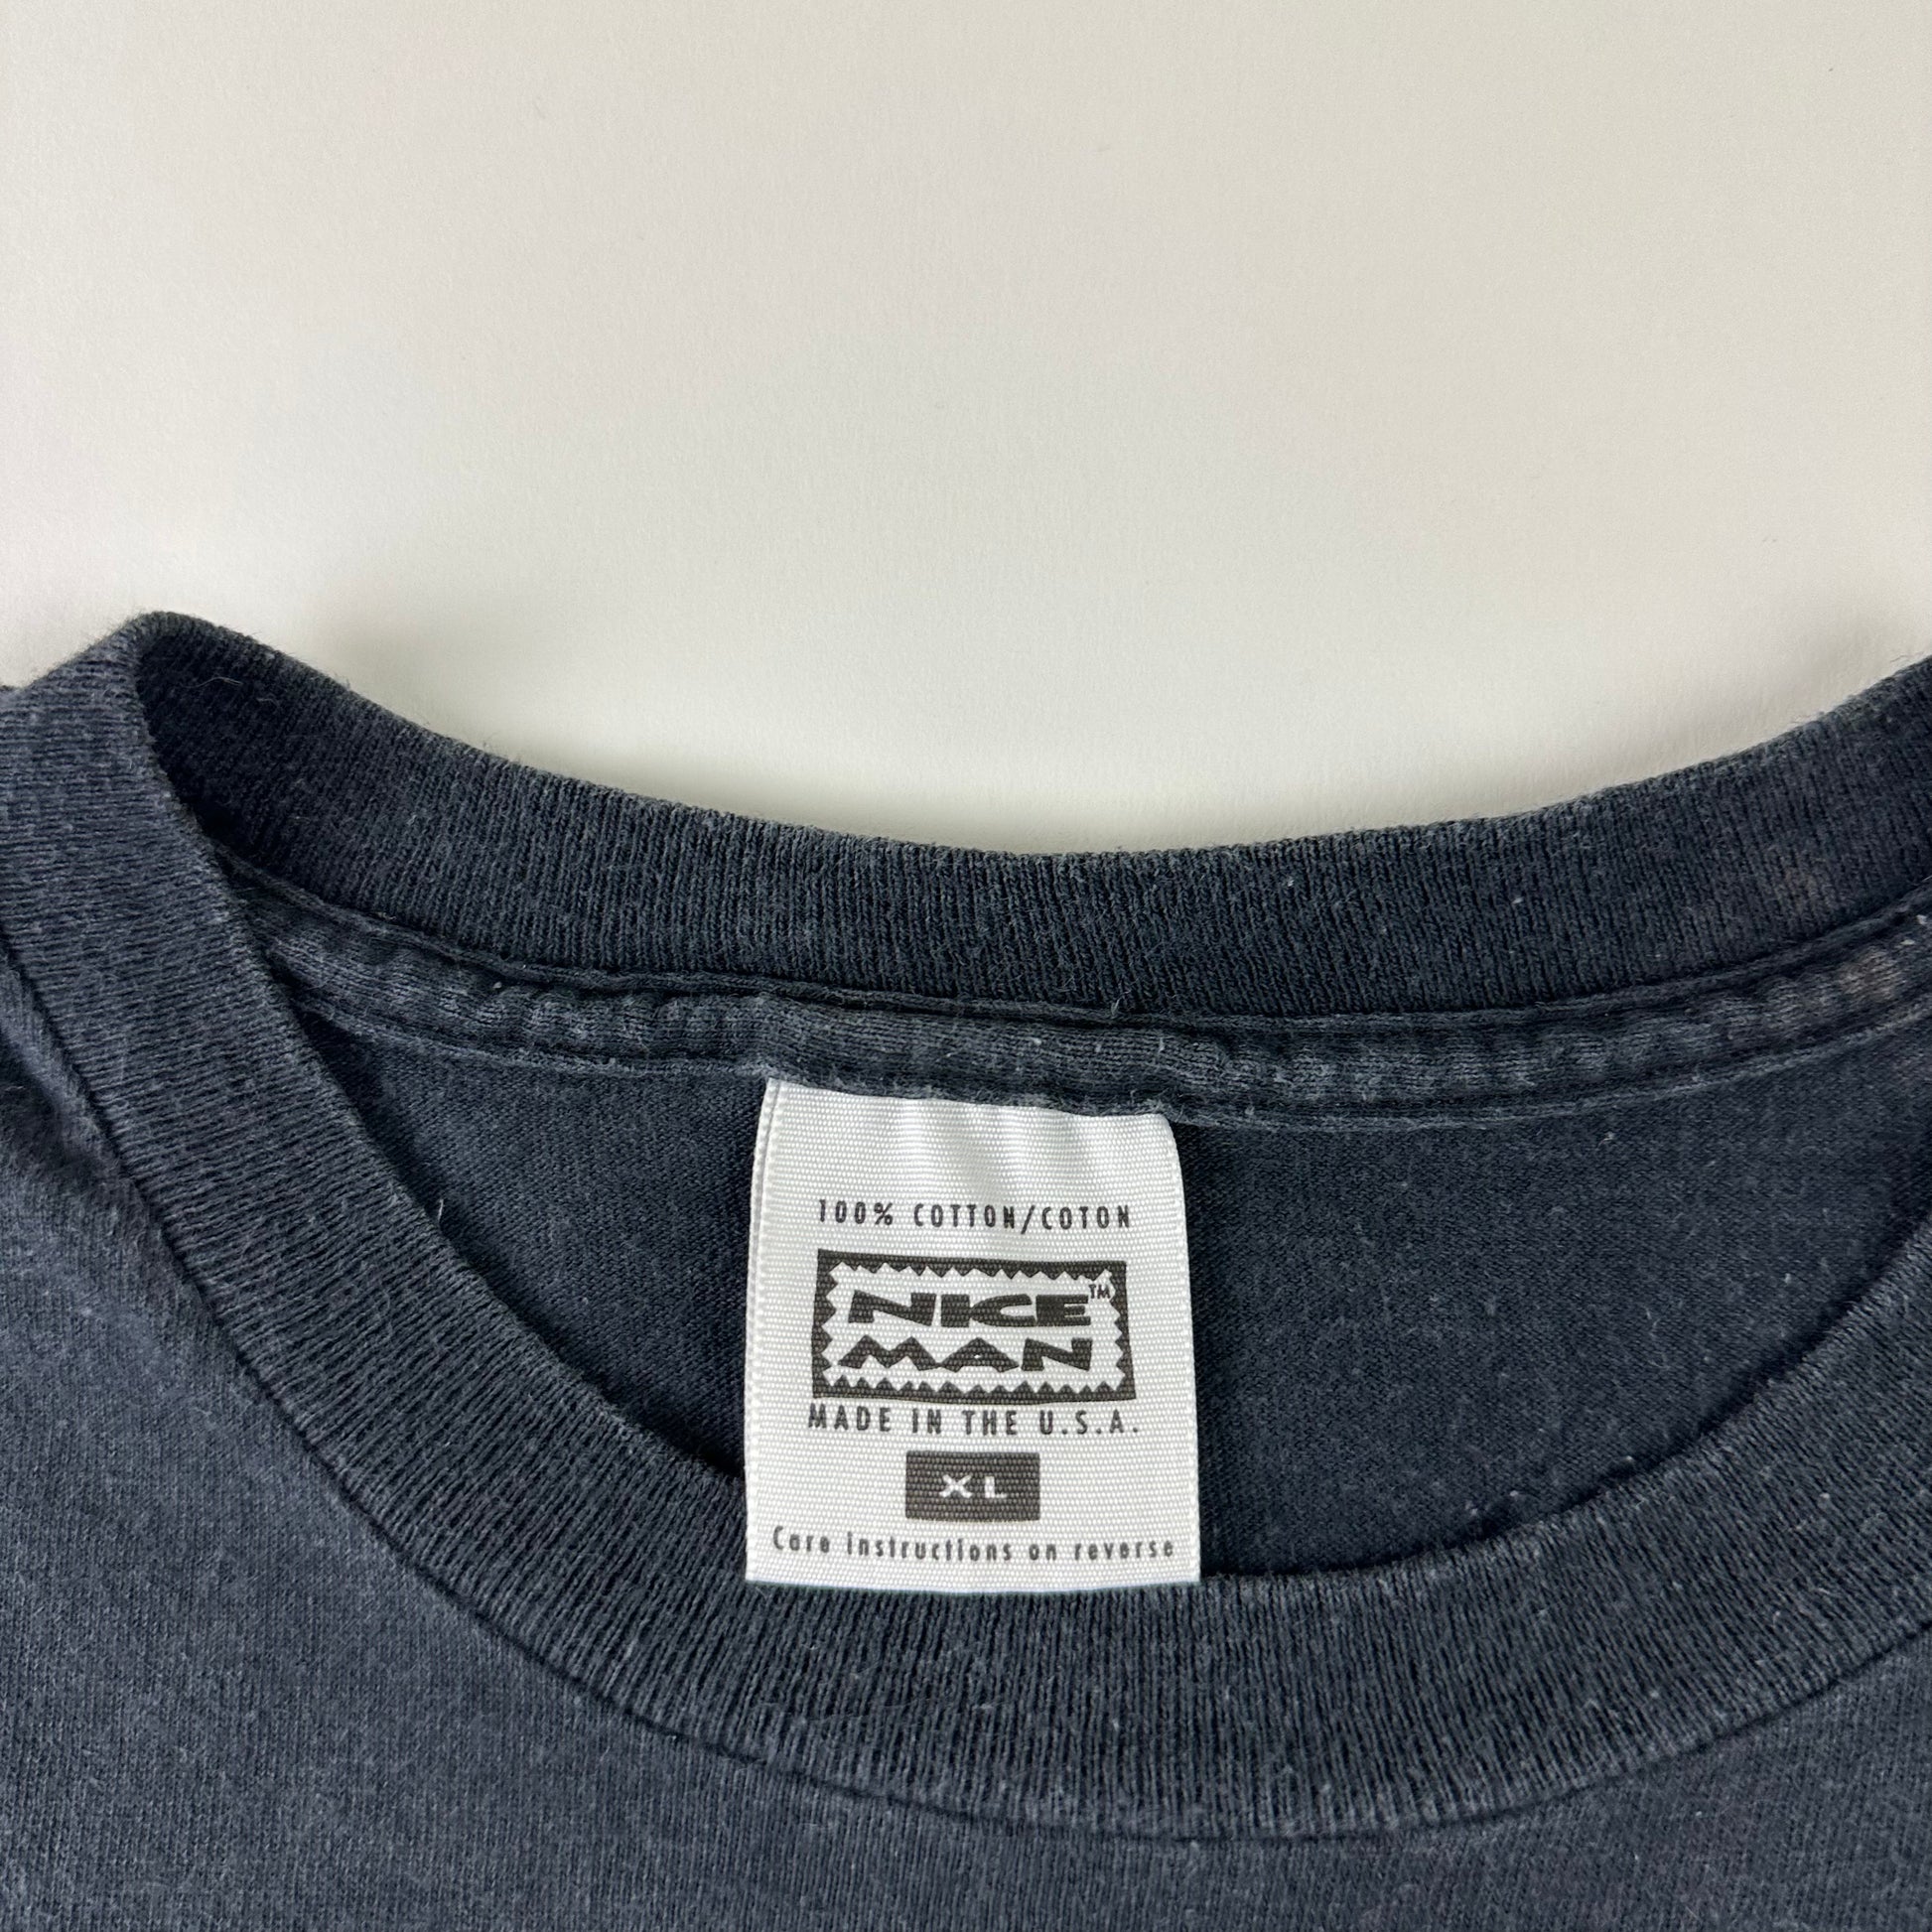 100% COTTON/COTON
NICE™
MAN
MADE IN THE U.S.A.
XL
Care instructions on reverse